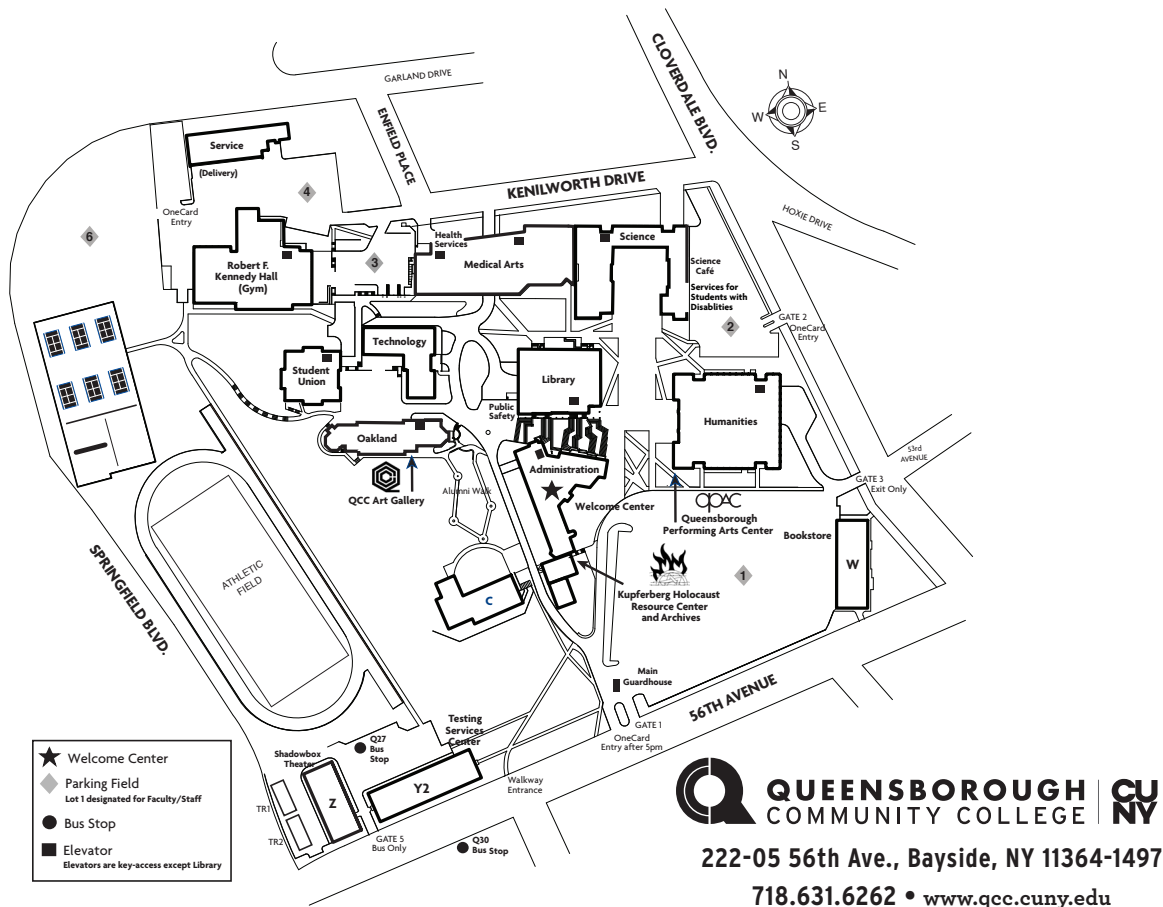 GARLAND DRIVE
ENFIELD PLACE
CLOVERDALE BLVD.
N
W
E
S
Service
(Delivery)
4
OneCard
Entry
KENILWORTH DRIVE
HOXIE DRIVE
6
Robert F.
Kennedy Hall
(Gym)
3
Health
Services
Medical Arts
Science
Science
Café
Services for
Students with
Disablities
2
GATE 2
OneCard
Entry
Technology
Student
Union
Library
Public
Safety
Humanities
Oakland
QCC Art Gallery
Alumni Walk
Administration
Welcome Center
53rd
AVENUE
GATE 3
Exit Only
QPAC
Queensborough
Performing Arts Center
Bookstore
W
1
Kupferberg Holocaust
Resource Center
and Archives
C
ATHLETIC
FIELD
SPRINGFIELD BLVD.
Main
Guardhouse
GATE 1
OneCard
Entry after 5pm
56TH AVENUE
Testing
Services
Center
Q27
Bus
Stop
Shadowbox
Theater
Z
Y2
Walkway
Entrance
TR1
TR2
GATE 5
Bus Only
Q30
Bus Stop
Welcome Center
Parking Field
Lot 1 designated for Faculty/Staff
Bus Stop
Elevator
Elevators are key-access except Library
QUEENSBOROUGH
COMMUNITY COLLEGE
CU
NY
222-05 56th Ave., Bayside, NY 11364-1497
718.631.6262 • www.qcc.cuny.edu